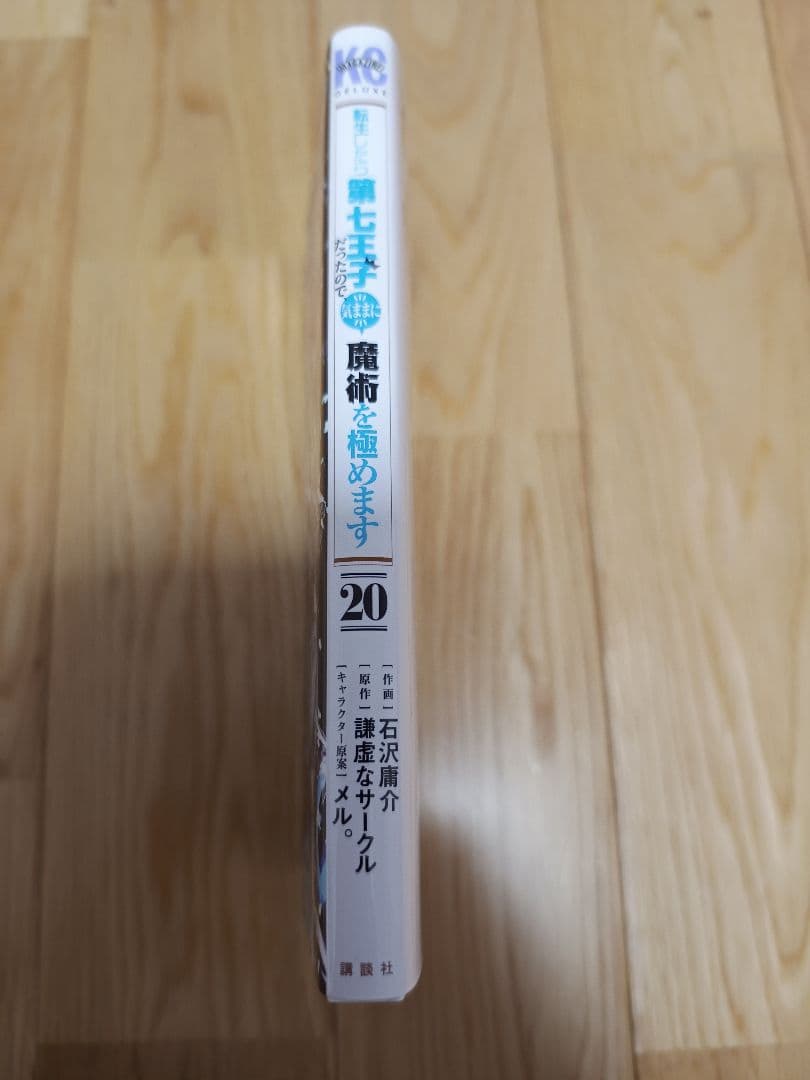 KC
MAGAZINE
DELUXE
転生したら
第七王子
だったので、
気ままに
魔術を極めます
20
[作画]石沢庸介
[原作]謙虚なサークル
[キャラクター原案]メル。
講談社